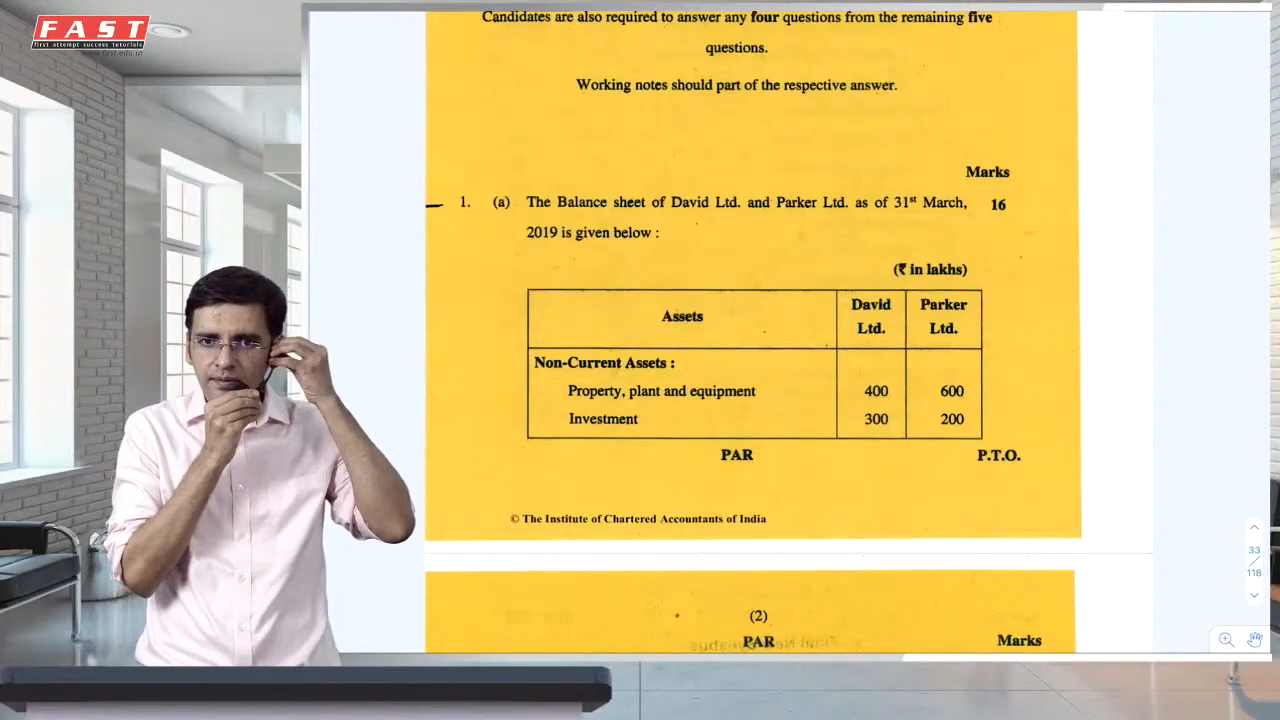 FAST
first attempt success tutorials
www.fast.edu.in
Candidates are also required to answer any four questions from the remaining five
questions.
Working notes should part of the respective answer.
Marks
1. (a) The Balance sheet of David Ltd. and Parker Ltd. as of 31st March, 16
2019 is given below :
(₹ in lakhs)
Assets David Ltd. Parker Ltd.
Non-Current Assets :
Property, plant and equipment 400 600
Investment 300 200
PAR P.T.O.
© The Institute of Chartered Accountants of India
33
118
(2)
PAR Marks